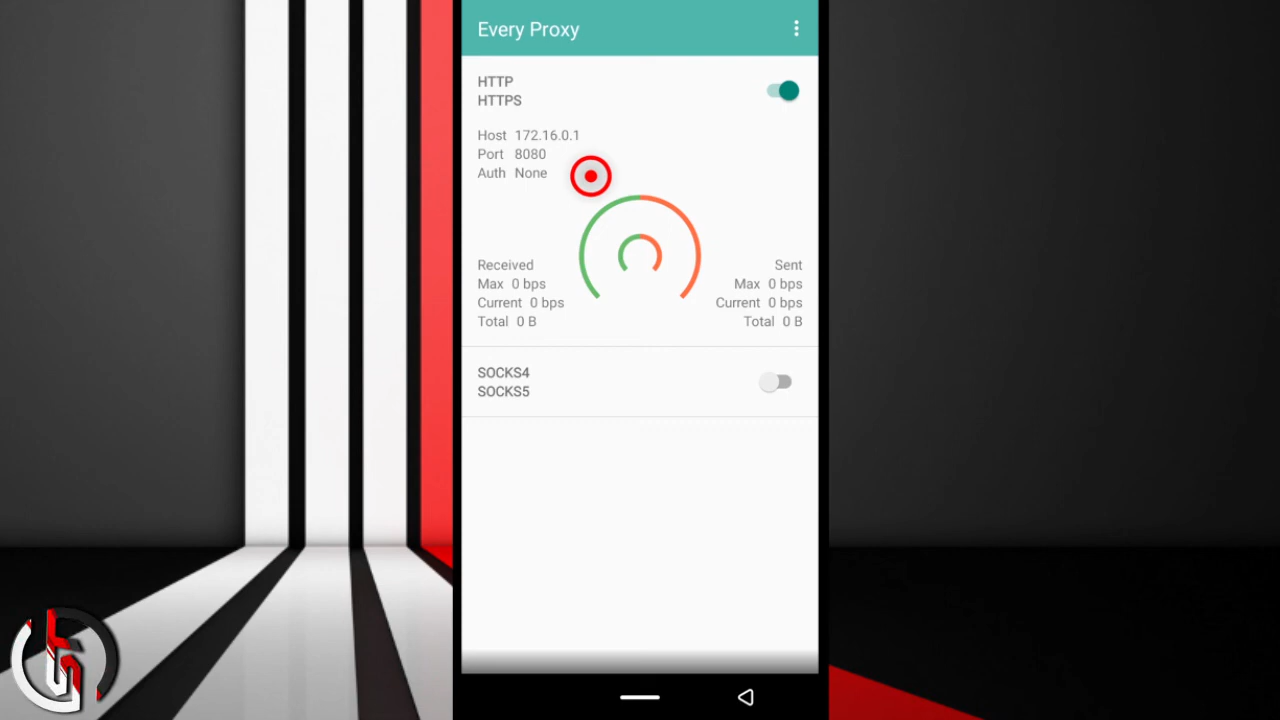 Every Proxy
HTTP
HTTPS
Host 172.16.0.1
Port 8080
Auth None
Received
Max 0 bps
Current 0 bps
Total 0 B
Sent
Max 0 bps
Current 0 bps
Total 0 B
SOCKS4
SOCKS5